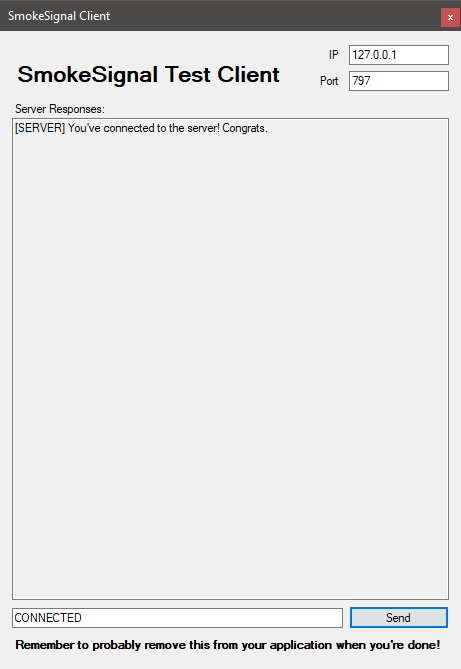 SmokeSignal Client
x
IP 127.0.0.1
SmokeSignal Test Client
Port 797
Server Responses:
[SERVER] You've connected to the server! Congrats.
CONNECTED Send
Remember to probably remove this from your application when you're done!